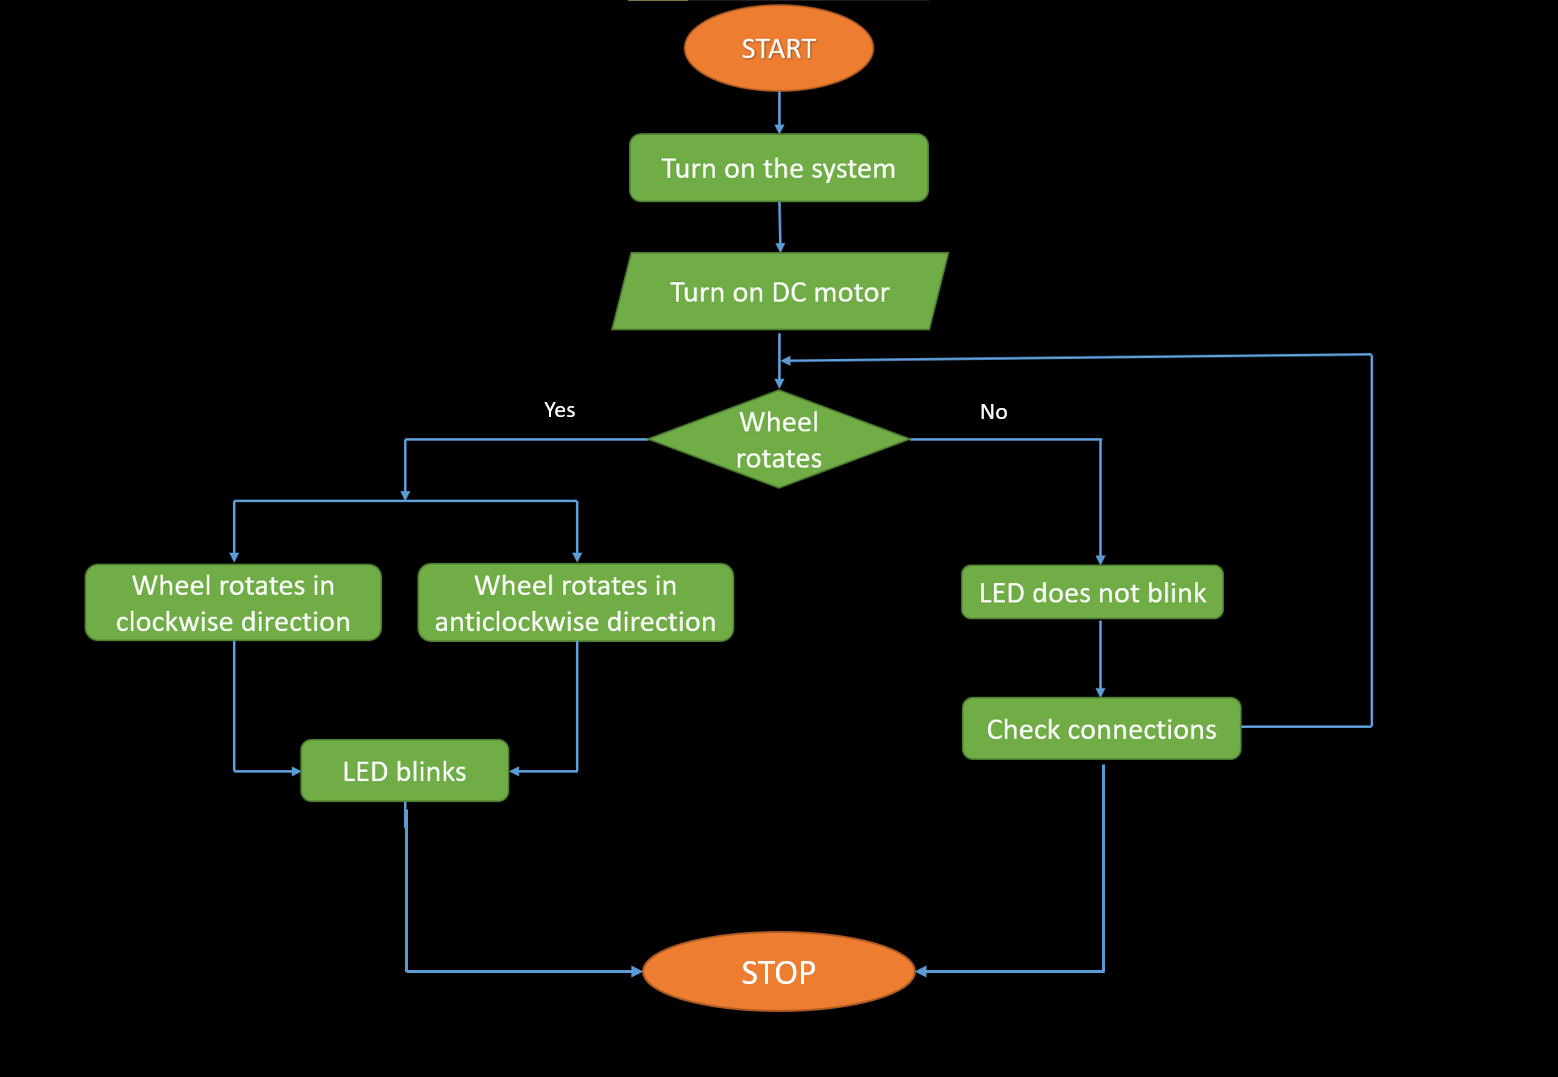 START
Turn on the system
Turn on DC motor
Yes
Wheel
rotates
No
Wheel rotates in
clockwise direction
Wheel rotates in
anticlockwise direction
LED does not blink
Check connections
LED blinks
STOP